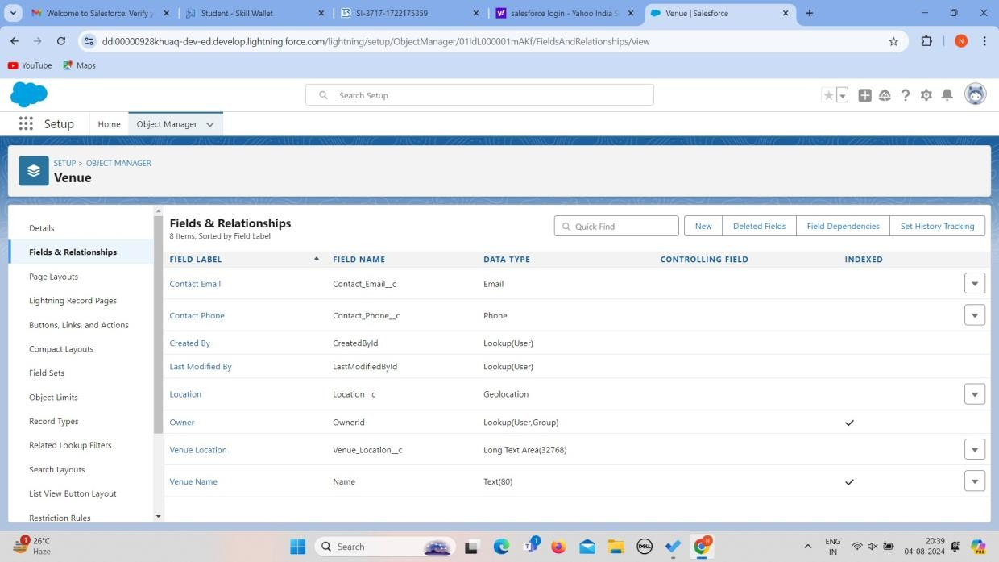 Welcome to Salesforce: Verify y
Student - Skill Wallet
SI-3717-1722175359
salesforce login - Yahoo India S
Venue | Salesforce
ddl00000928khuaq-dev-ed.develop.lightning.force.com/lightning/setup/ObjectManager/01IdL000001mAKf/FieldsAndRelationships/view
N
YouTube
Maps
Search Setup
Setup
Home
Object Manager
SETUP > OBJECT MANAGER
Venue
Details
Fields & Relationships
Page Layouts
Lightning Record Pages
Buttons, Links, and Actions
Compact Layouts
Field Sets
Object Limits
Record Types
Related Lookup Filters
Search Layouts
List View Button Layout
Restriction Rules
Fields & Relationships
8 Items, Sorted by Field Label
Quick Find
New
Deleted Fields
Field Dependencies
Set History Tracking
FIELD LABEL FIELD NAME DATA TYPE CONTROLLING FIELD INDEXED
Contact Email Contact_Email__c Email
Contact Phone Contact_Phone__c Phone
Created By CreatedById Lookup(User)
Last Modified By LastModifiedById Lookup(User)
Location Location__c Geolocation
Owner OwnerId Lookup(User,Group)
Venue Location Venue_Location__c Long Text Area(32768)
Venue Name Name Text(80)
1
26°C
Haze
Search
1
DELL
N
ENG
IN
20:39
04-08-2024
PRE